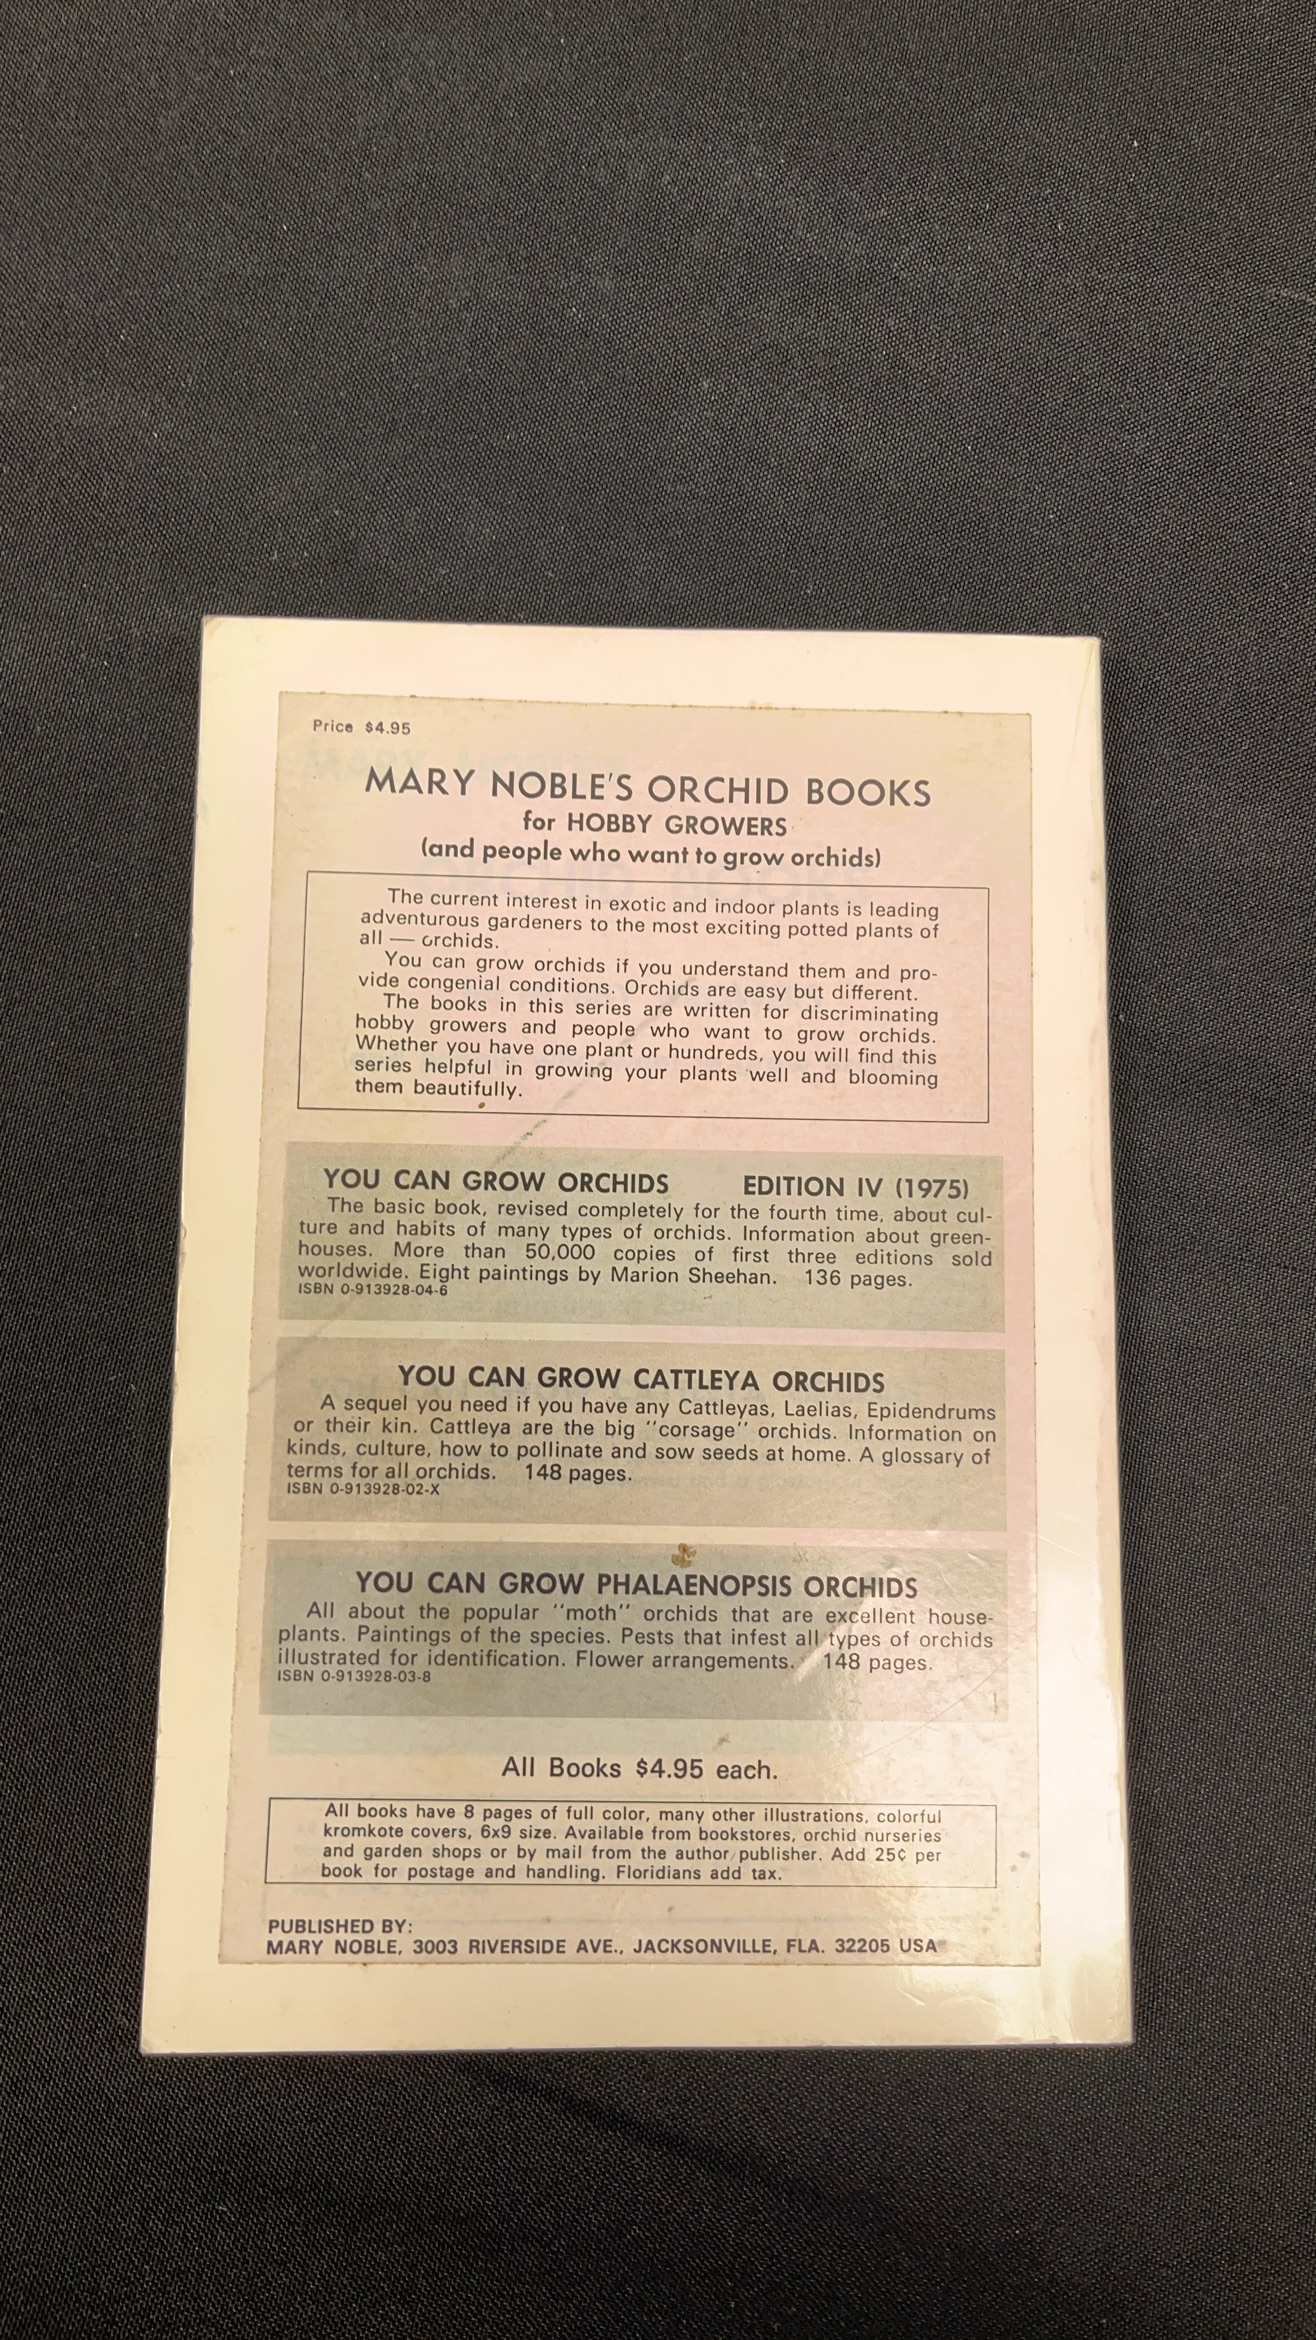 Price $4.95
MARY NOBLE'S ORCHID BOOKS
for HOBBY GROWERS
(and people who want to grow orchids)
The current interest in exotic and indoor plants is leading
adventurous gardeners to the most exciting potted plants of
all — orchids.
You can grow orchids if you understand them and pro-
vide congenial conditions. Orchids are easy but different.
The books in this series are written for discriminating
hobby growers and people who want to grow orchids.
Whether you have one plant or hundreds, you will find this
series helpful in growing your plants well and blooming
them beautifully.
YOU CAN GROW ORCHIDS EDITION IV (1975)
The basic book, revised completely for the fourth time, about cul-
ture and habits of many types of orchids. Information about green-
houses. More than 50,000 copies of first three editions sold
worldwide. Eight paintings by Marion Sheehan. 136 pages.
ISBN 0-913928-04-6
YOU CAN GROW CATTLEYA ORCHIDS
A sequel you need if you have any Cattleyas, Laelias, Epidendrums
or their kin. Cattleya are the big "corsage" orchids. Information on
kinds, culture, how to pollinate and sow seeds at home. A glossary of
terms for all orchids. 148 pages.
ISBN 0-913928-02-X
YOU CAN GROW PHALAENOPSIS ORCHIDS
All about the popular "moth" orchids that are excellent house-
plants. Paintings of the species. Pests that infest all types of orchids
illustrated for identification. Flower arrangements. 148 pages.
ISBN 0-913928-03-8
All Books $4.95 each.
All books have 8 pages of full color, many other illustrations, colorful
kromkote covers, 6x9 size. Available from bookstores, orchid nurseries
and garden shops or by mail from the author/publisher. Add 25¢ per
book for postage and handling. Floridians add tax.
PUBLISHED BY:
MARY NOBLE, 3003 RIVERSIDE AVE., JACKSONVILLE, FLA. 32205 USA